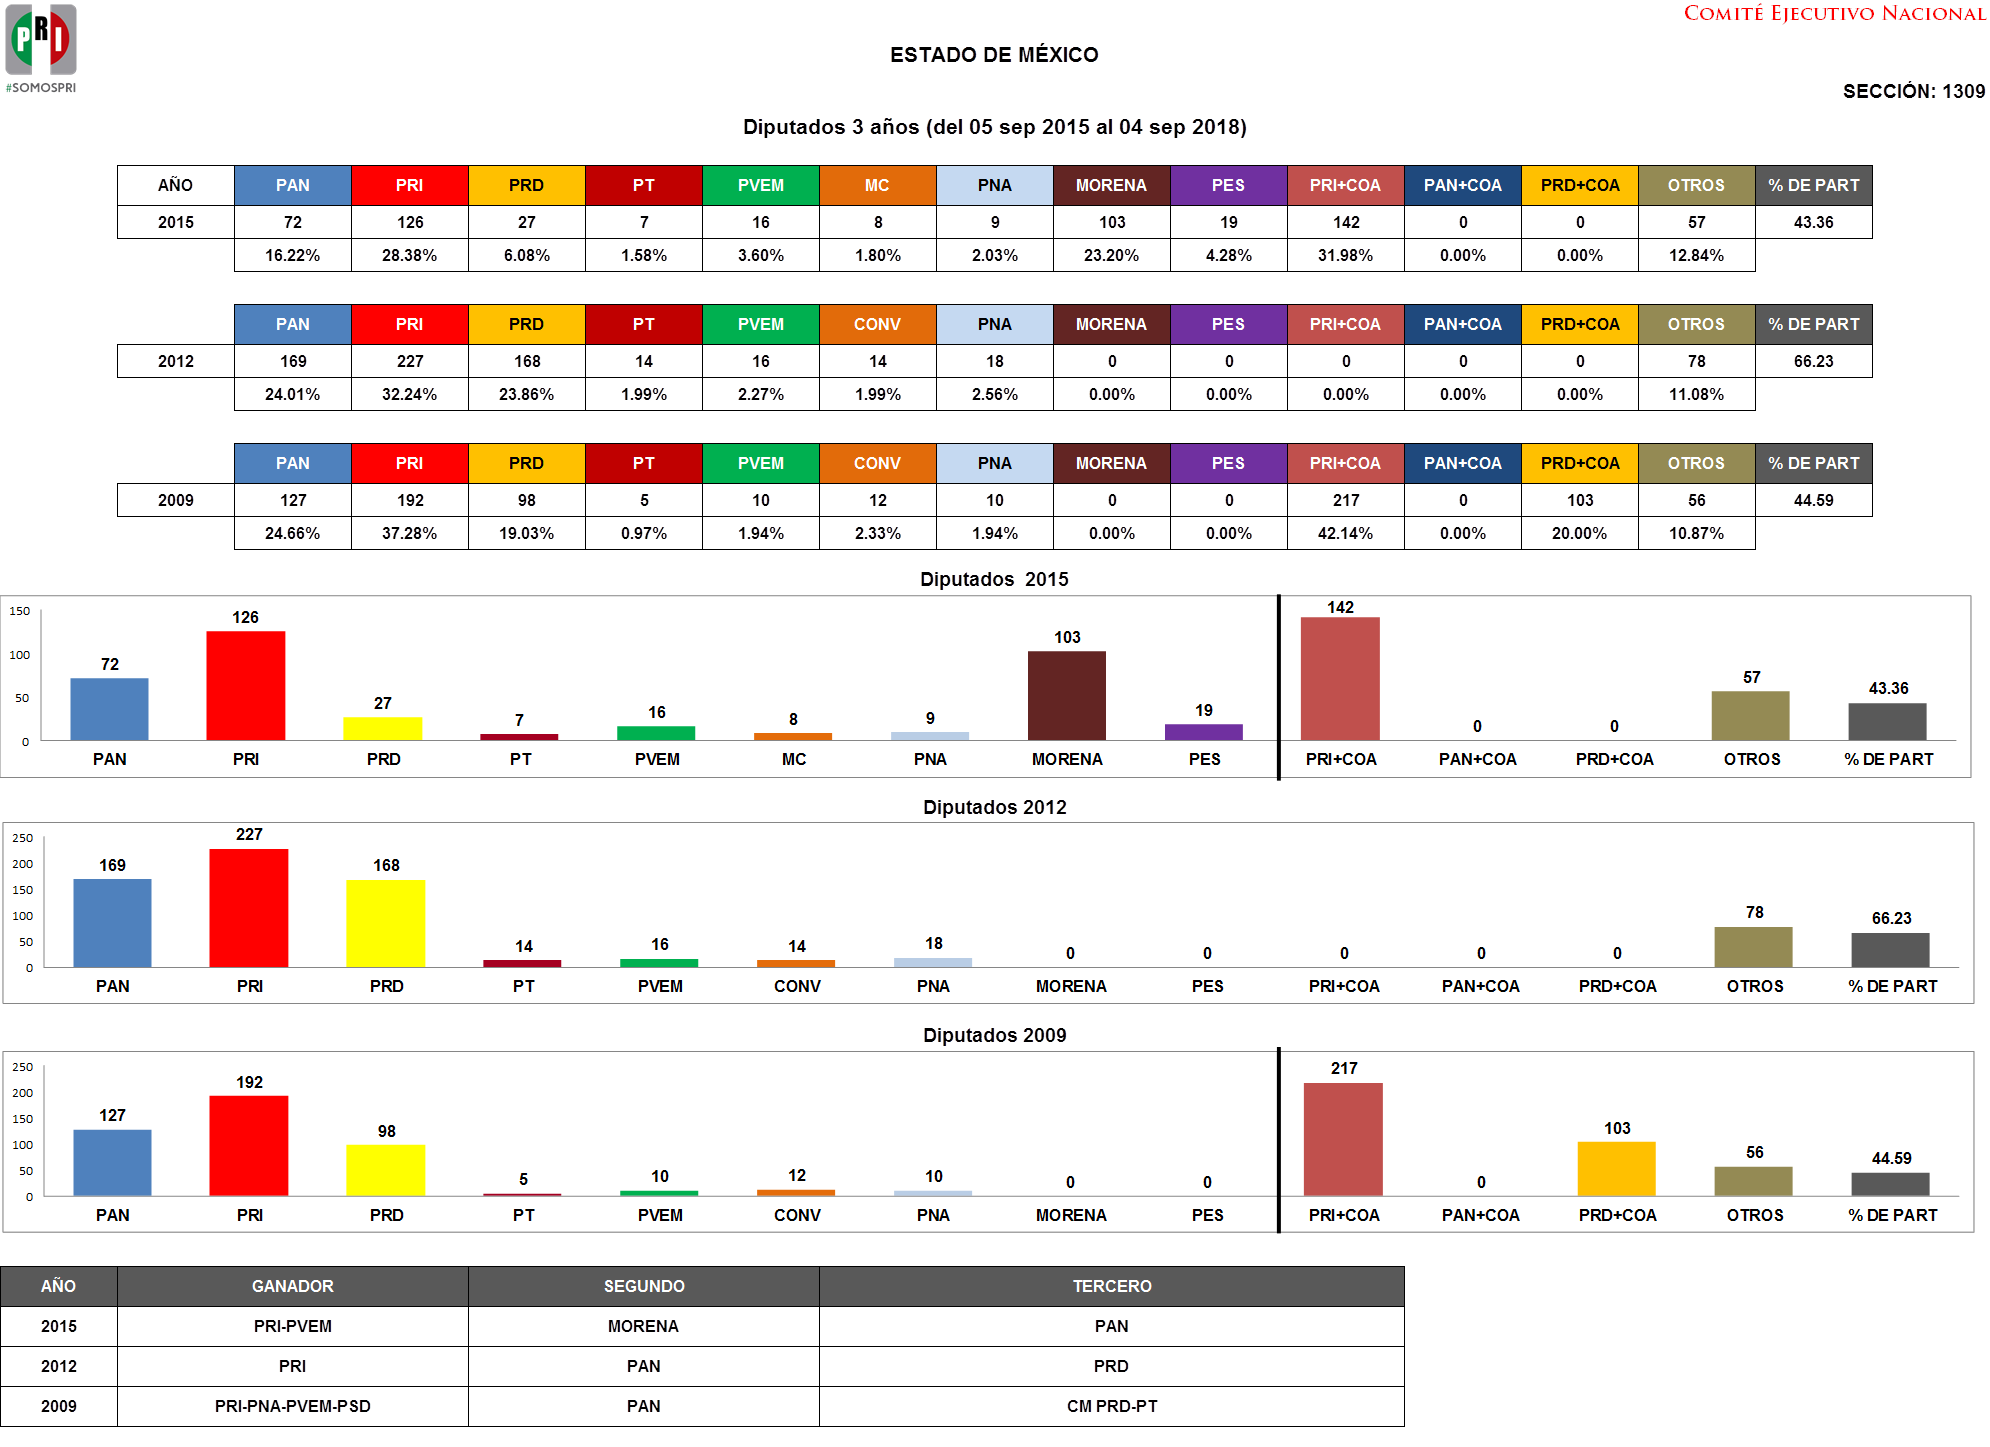 PRI
#SOMOSPRI
COMITÉ EJECUTIVO NACIONAL
ESTADO DE MÉXICO
SECCIÓN: 1309
Diputados 3 años (del 05 sep 2015 al 04 sep 2018)
AÑO PAN PRI PRD PT PVEM MC PNA MORENA PES PRI+COA PAN+COA PRD+COA OTROS % DE PART
2015 72 126 27 7 16 8 9 103 19 142 0 0 57 43.36
16.22% 28.38% 6.08% 1.58% 3.60% 1.80% 2.03% 23.20% 4.28% 31.98% 0.00% 0.00% 12.84%
PAN PRI PRD PT PVEM CONV PNA MORENA PES PRI+COA PAN+COA PRD+COA OTROS % DE PART
2012 169 227 168 14 16 14 18 0 0 0 0 0 78 66.23
24.01% 32.24% 23.86% 1.99% 2.27% 1.99% 2.56% 0.00% 0.00% 0.00% 0.00% 0.00% 11.08%
PAN PRI PRD PT PVEM CONV PNA MORENA PES PRI+COA PAN+COA PRD+COA OTROS % DE PART
2009 127 192 98 5 10 12 10 0 0 217 0 103 56 44.59
24.66% 37.28% 19.03% 0.97% 1.94% 2.33% 1.94% 0.00% 0.00% 42.14% 0.00% 20.00% 10.87%
Diputados 2015
150
100
50
0
72 126 27 7 16 8 9 103 19 142 0 0 57 43.36
PAN PRI PRD PT PVEM MC PNA MORENA PES PRI+COA PAN+COA PRD+COA OTROS % DE PART
Diputados 2012
250
200
150
100
50
0
169 227 168 14 16 14 18 0 0 0 0 0 78 66.23
PAN PRI PRD PT PVEM CONV PNA MORENA PES PRI+COA PAN+COA PRD+COA OTROS % DE PART
Diputados 2009
250
200
150
100
50
0
127 192 98 5 10 12 10 0 0 217 0 103 56 44.59
PAN PRI PRD PT PVEM CONV PNA MORENA PES PRI+COA PAN+COA PRD+COA OTROS % DE PART
AÑO GANADOR SEGUNDO TERCERO
2015 PRI-PVEM MORENA PAN
2012 PRI PAN PRD
2009 PRI-PNA-PVEM-PSD PAN CM PRD-PT